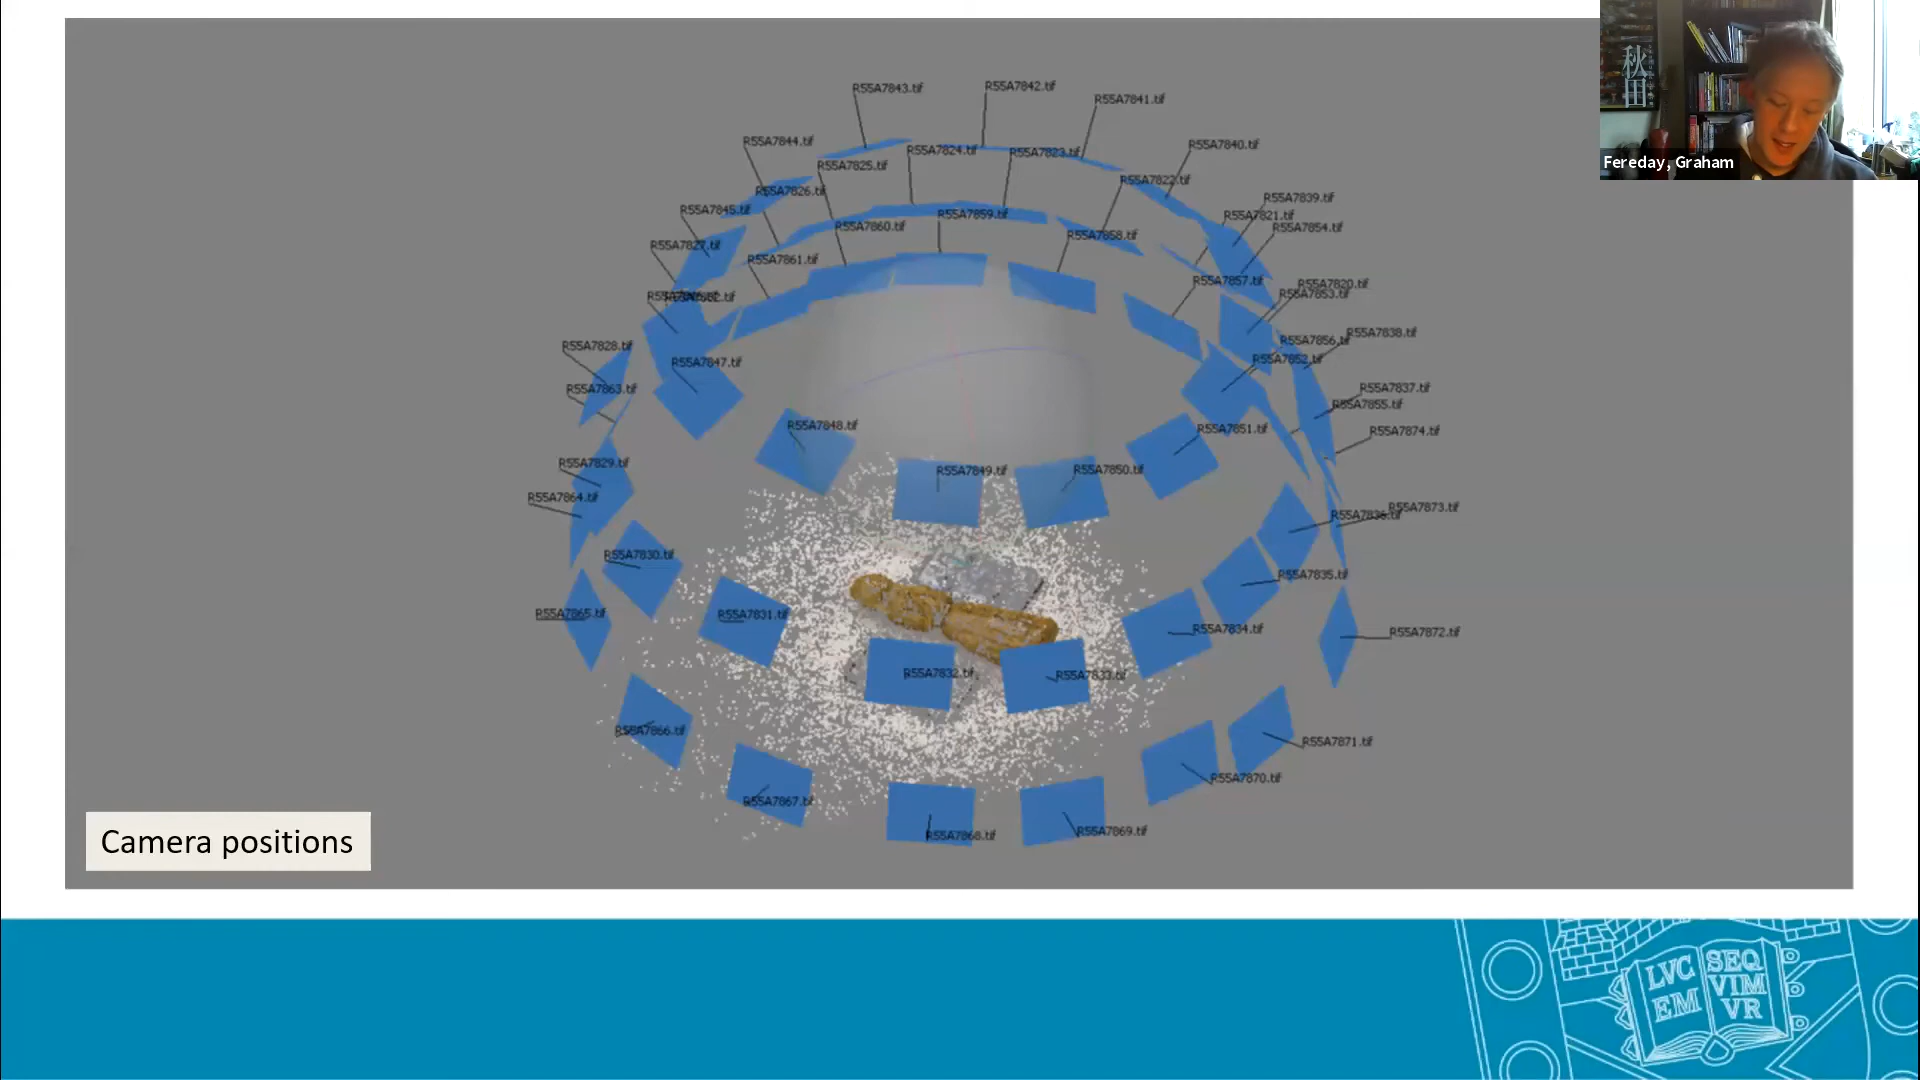 R55A7843.tif
R55A7842.tif
R55A7841.tif
R55A7844.tif
R55A7825.tif
R55A7824.tif
R55A7823.tif
R55A7840.tif
R55A7826.tif
R55A7822.tif
R55A7839.tif
R55A7845.tif
R55A7860.tif
R55A7859.tif
R55A7821.tif
R55A7854.tif
R55A7827.tif
R55A7858.tif
R55A7861.tif
R55A7857.tif
R55A7820.tif
R55A7853.tif
R55A7828.tif
R55A7838.tif
R55A7856.tif
R55A7847.tif
R55A7852.tif
R55A7863.tif
R55A7837.tif
R55A7855.tif
R55A7848.tif
R55A7851.tif
R55A7874.tif
R55A7829.tif
R55A7849.tif
R55A7850.tif
R55A7864.tif
R55A7836.tif
R55A7873.tif
R55A7830.tif
R55A7835.tif
R55A7865.tif
R55A7831.tif
R55A7834.tif
R55A7872.tif
R55A7832.tif
R55A7833.tif
R55A7866.tif
R55A7871.tif
R55A7870.tif
R55A7867.tif
R55A7868.tif
R55A7869.tif
Camera positions
秋田
Fereday, Graham
LVC
EM
SEQ
VIM
VR